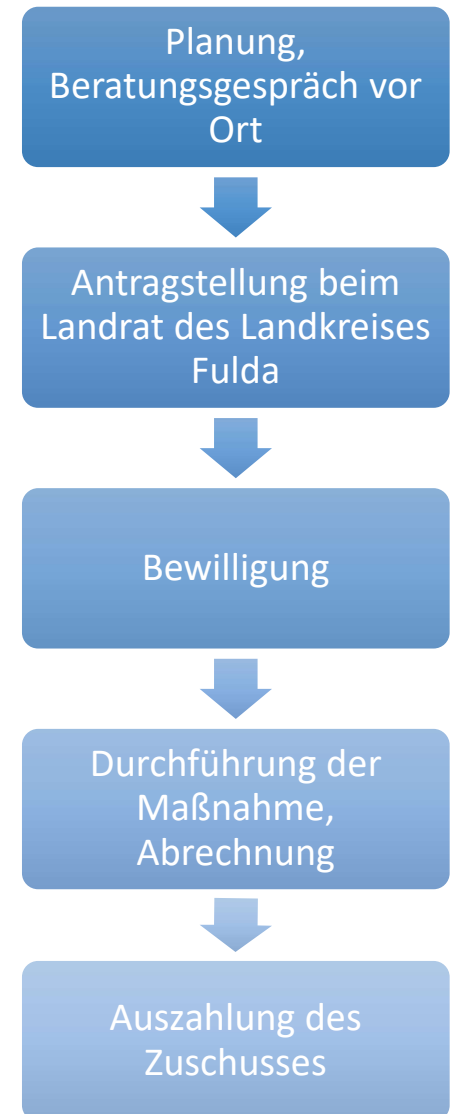 Planung,
Beratungsgespräch vor
Ort
Antragstellung beim
Landrat des Landkreises
Fulda
Bewilligung
Durchführung der
Maßnahme,
Abrechnung
Auszahlung des
Zuschusses